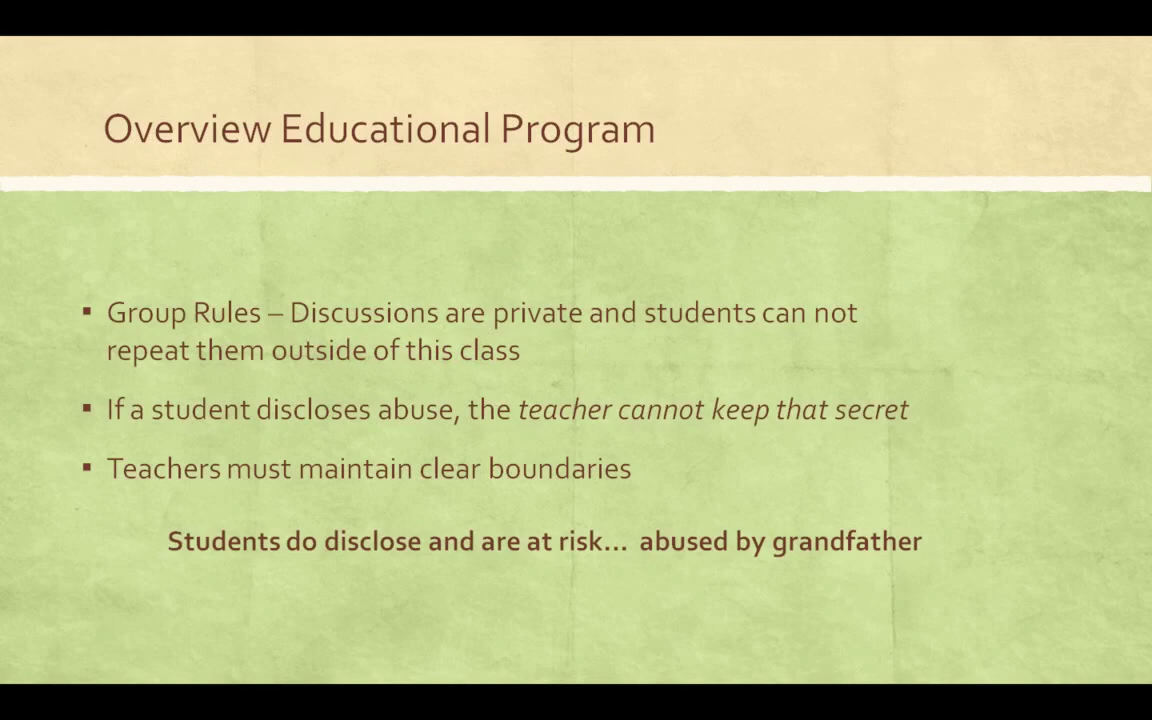 Overview Educational Program
▪ Group Rules – Discussions are private and students can not
repeat them outside of this class
▪ If a student discloses abuse, the teacher cannot keep that secret
▪ Teachers must maintain clear boundaries
Students do disclose and are at risk... abused by grandfather